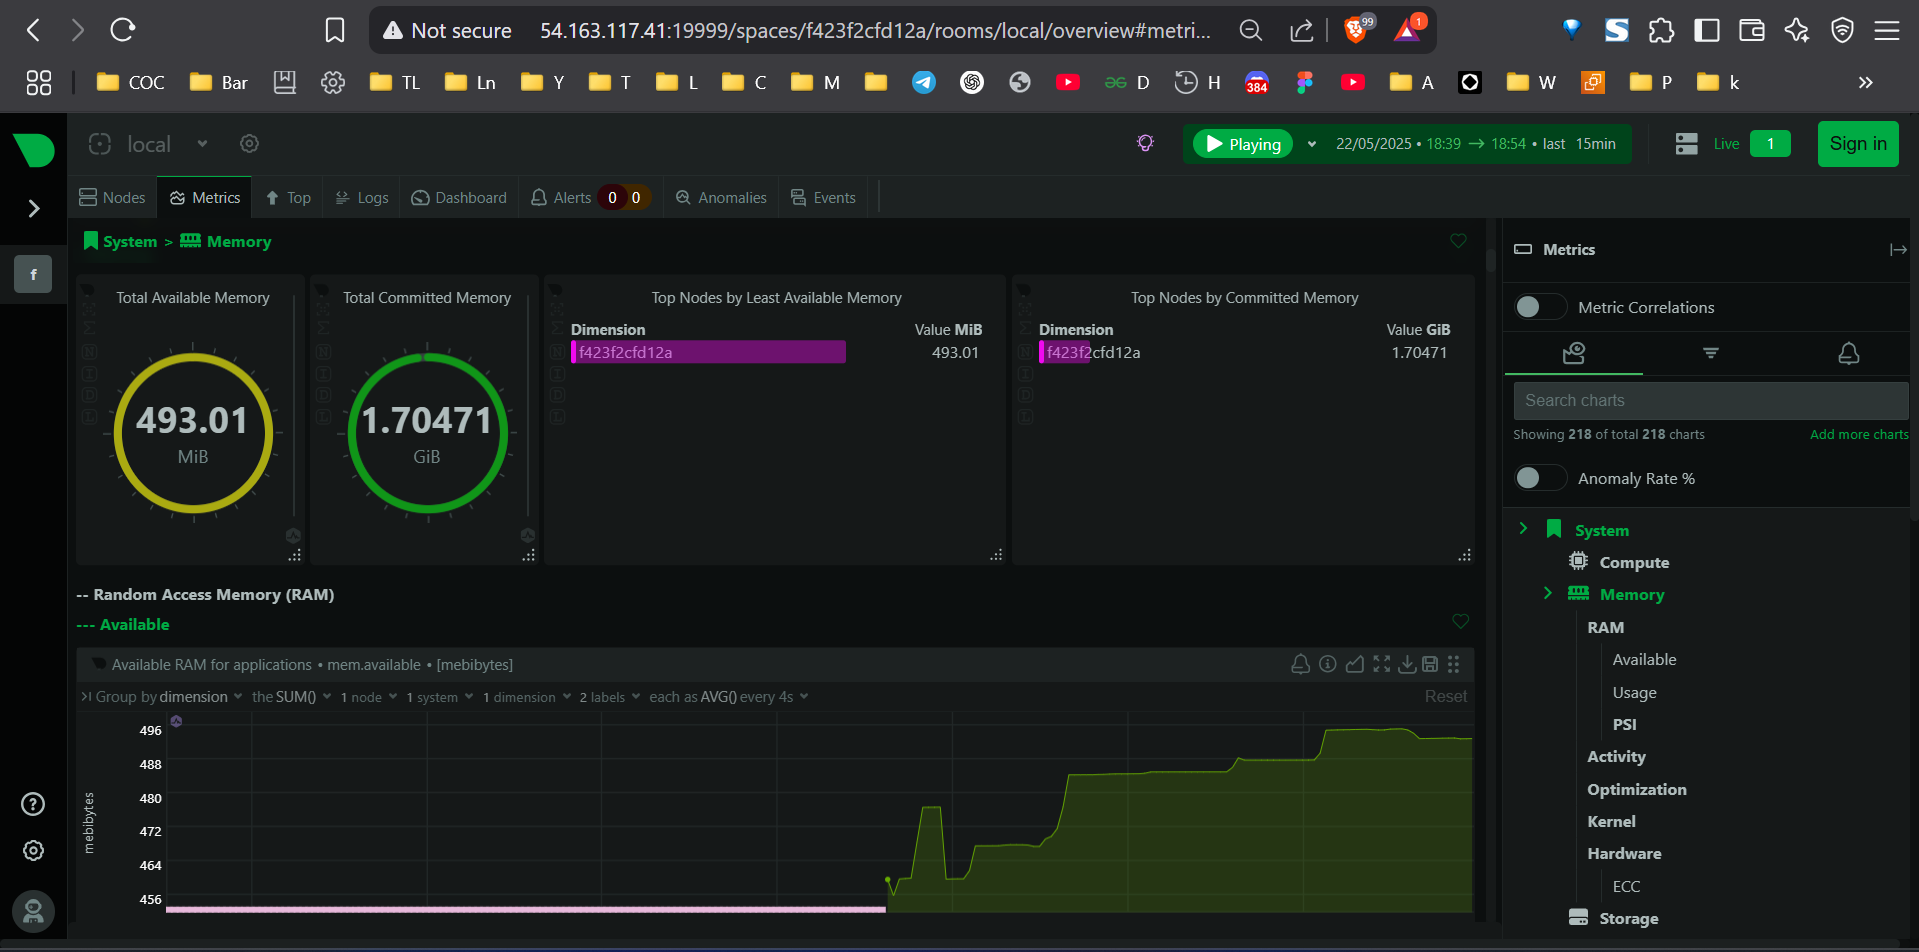 Not secure 54.163.117.41:19999/spaces/f423f2cfd12a/rooms/local/overview#metri... 99 1
COC Bar TL Ln Y T L C M D H 384 A W P k »
local Playing 22/05/2025 • 18:39 → 18:54 • last 15min Live 1 Sign in
Nodes Metrics Top Logs Dashboard Alerts 0 0 Anomalies Events
f
System > Memory
Total Available Memory
493.01
MiB
Total Committed Memory
1.70471
GiB
Top Nodes by Least Available Memory
Dimension Value MiB
f423f2cfd12a 493.01
Top Nodes by Committed Memory
Dimension Value GiB
f423f2cfd12a 1.70471
N
I
D
L
N
I
D
L
N
I
D
L
N
I
D
L
-- Random Access Memory (RAM)
--- Available
Available RAM for applications • mem.available • [mebibytes]
Group by dimension the SUM() 1 node 1 system 1 dimension 2 labels each as AVG() every 4s Reset
mebibytes
496
488
480
472
464
456
Metrics
Metric Correlations
Search charts
Showing 218 of total 218 charts Add more charts
Anomaly Rate %
System
Compute
Memory
RAM
Available
Usage
PSI
Activity
Optimization
Kernel
Hardware
ECC
Storage